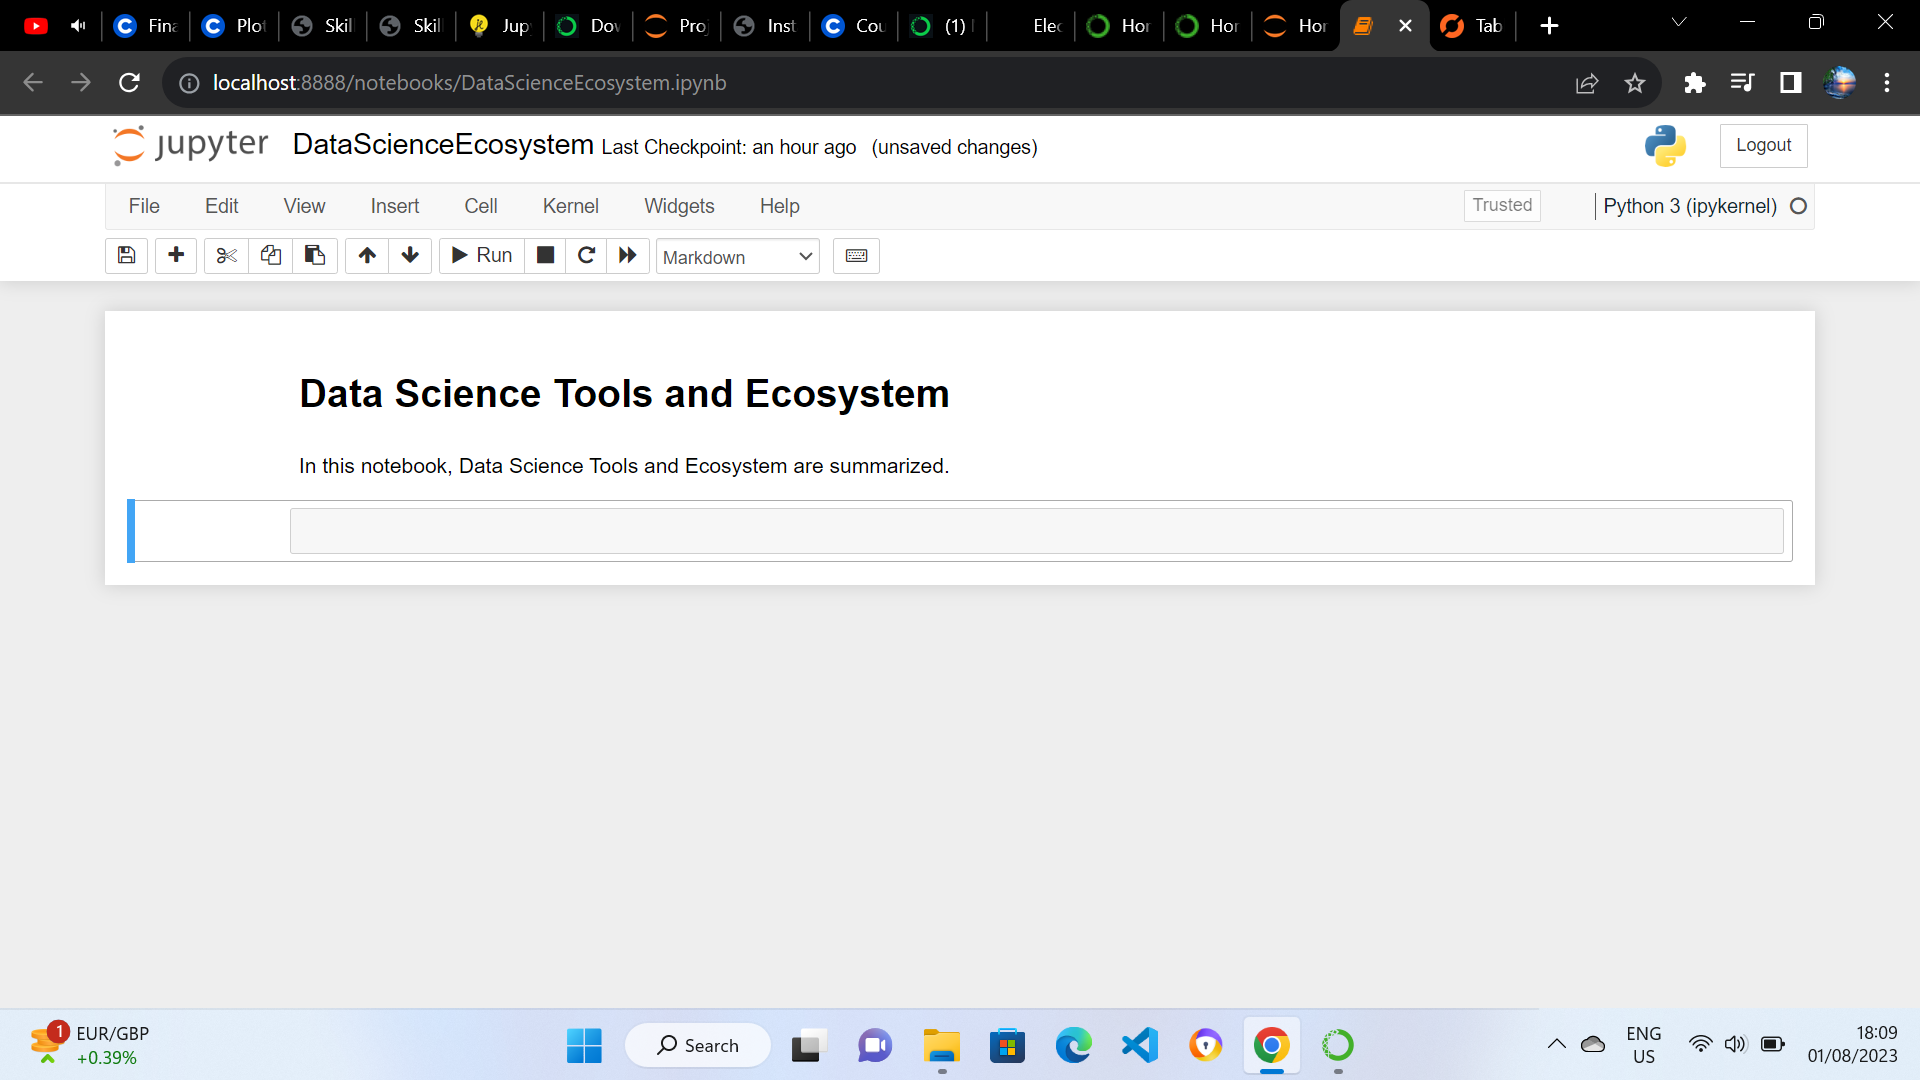 Fina
Plot
Skil
Skil
Jup
Dov
Proj
Inst
Cou
(1)
Elec
Hor
Hor
Hor
Tab
localhost:8888/notebooks/DataScienceEcosystem.ipynb
jupyter DataScienceEcosystem Last Checkpoint: an hour ago (unsaved changes)
Logout
File Edit View Insert Cell Kernel Widgets Help
Trusted
Python 3 (ipykernel)
Run
Markdown
Data Science Tools and Ecosystem
In this notebook, Data Science Tools and Ecosystem are summarized.
1
EUR/GBP
+0.39%
Search
ENG
US
18:09
01/08/2023